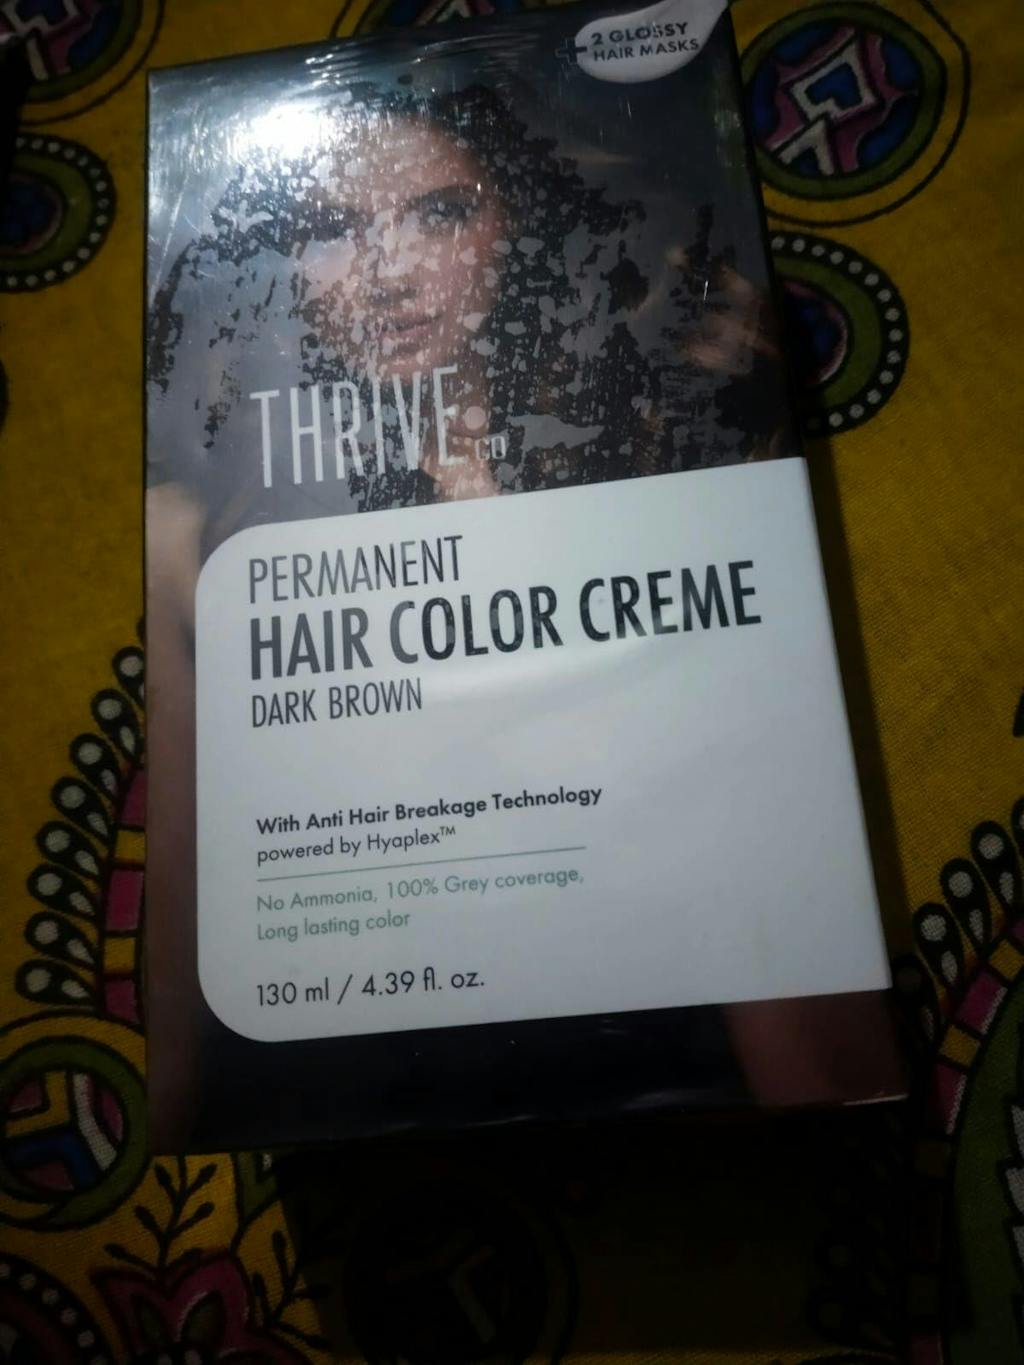 + 2 GLOSSY
HAIR MASKS
THRIVE CO
PERMANENT
HAIR COLOR CREME
DARK BROWN
With Anti Hair Breakage Technology
powered by Hyaplex™
No Ammonia, 100% Grey coverage,
Long lasting color
130 ml / 4.39 fl. oz.